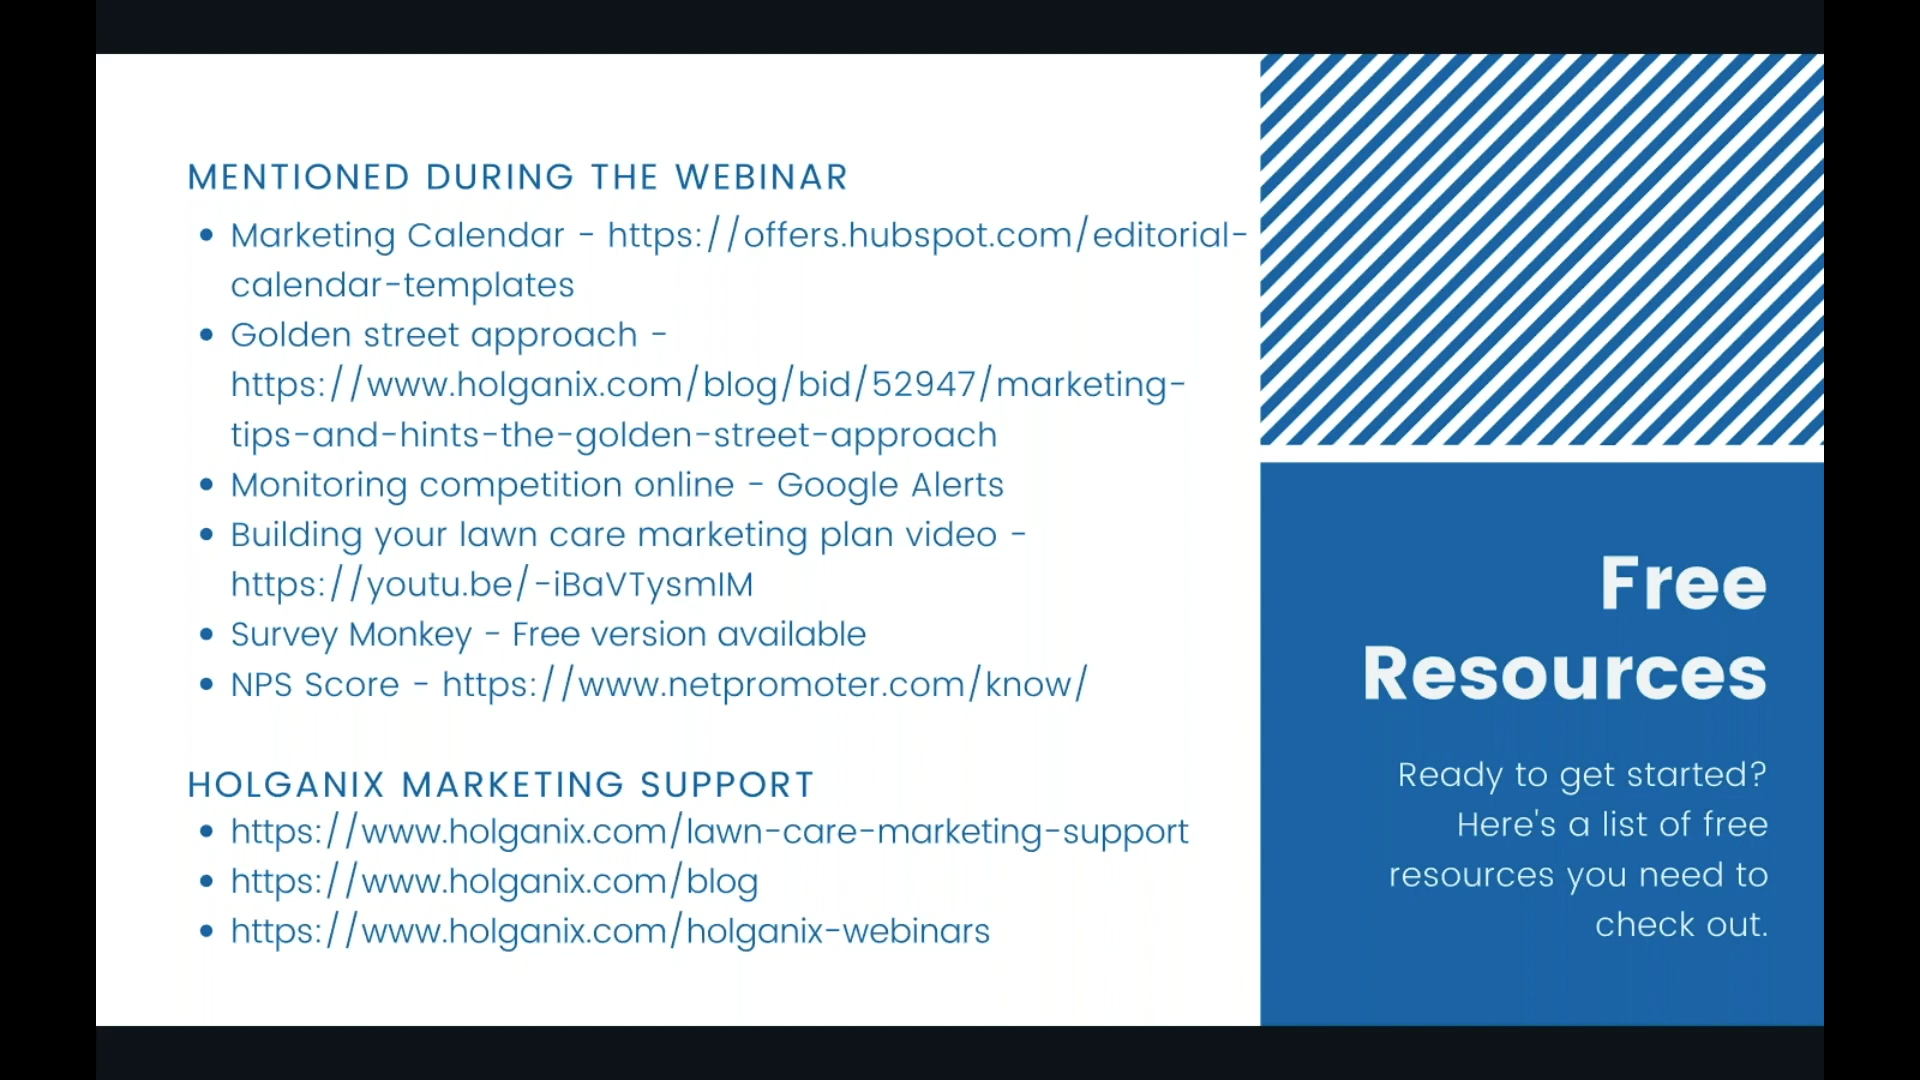 MENTIONED DURING THE WEBINAR
• Marketing Calendar - https://offers.hubspot.com/editorial-
calendar-templates
• Golden street approach -
https://www.holganix.com/blog/bid/52947/marketing-
tips-and-hints-the-golden-street-approach
• Monitoring competition online - Google Alerts
• Building your lawn care marketing plan video -
https://youtu.be/-iBaVTysmIM
• Survey Monkey - Free version available
• NPS Score - https://www.netpromoter.com/know/
HOLGANIX MARKETING SUPPORT
• https://www.holganix.com/lawn-care-marketing-support
• https://www.holganix.com/blog
• https://www.holganix.com/holganix-webinars
Free
Resources
Ready to get started?
Here's a list of free
resources you need to
check out.